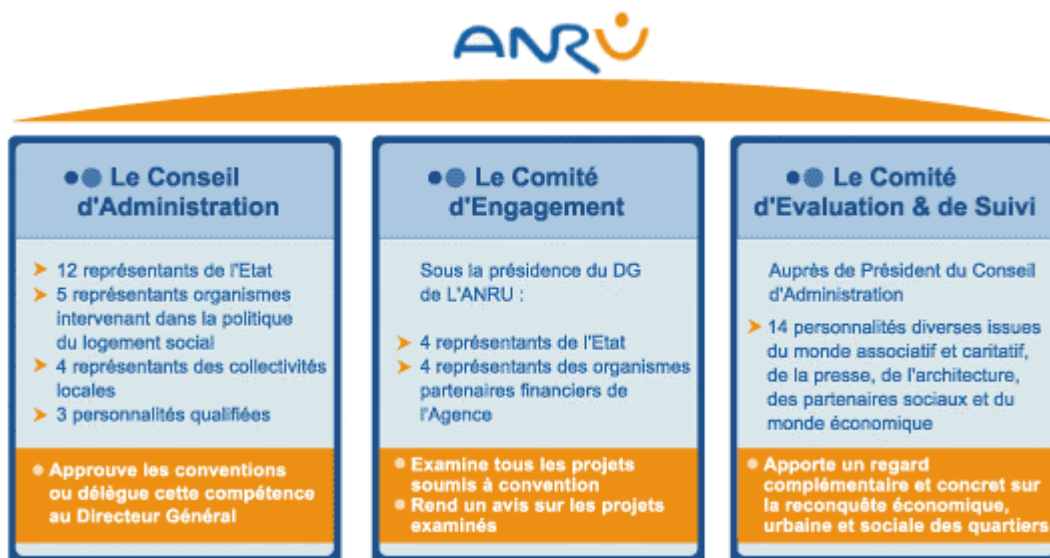 ANRU
Le Conseil
d'Administration
12 représentants de l'Etat
5 représentants organismes
intervenant dans la politique
du logement social
4 représentants des collectivités
locales
3 personnalités qualifiées
Approuve les conventions
ou délègue cette compétence
au Directeur Général
Le Comité
d'Engagement
Sous la présidence du DG
de L'ANRU :
4 représentants de l'Etat
4 représentants des organismes
partenaires financiers de
l'Agence
Examine tous les projets
soumis à convention
Rend un avis sur les projets
examinés
Le Comité
d'Evaluation & de Suivi
Auprès de Président du Conseil
d'Administration
14 personnalités diverses issues
du monde associatif et caritatif,
de la presse, de l'architecture,
des partenaires sociaux et du
monde économique
Apporte un regard
complémentaire et concret sur
la reconquête économique,
urbaine et sociale des quartiers